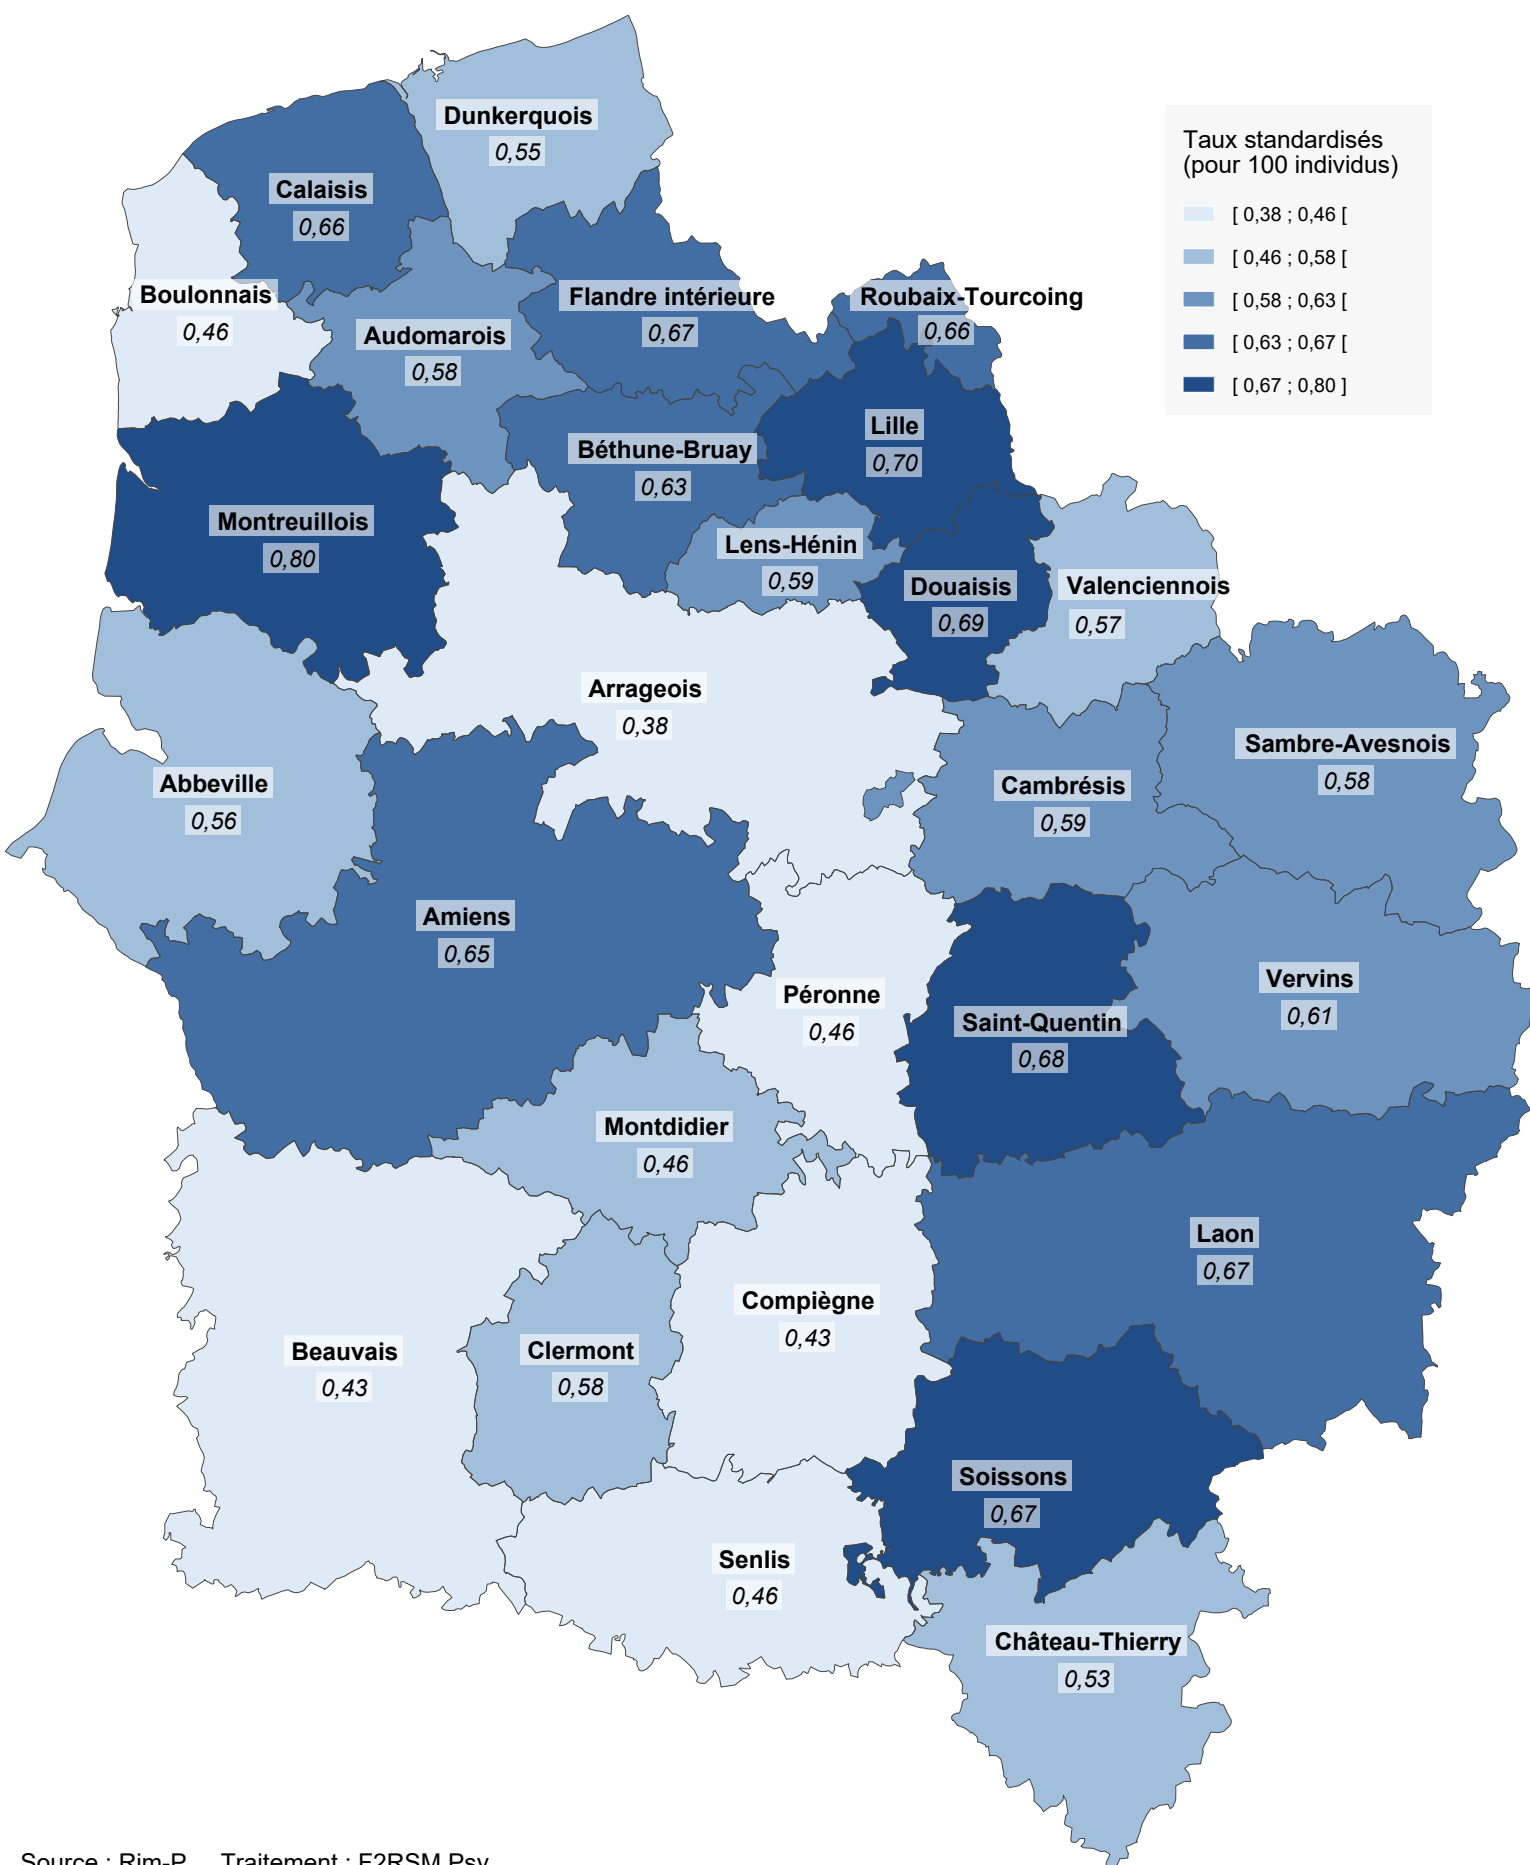 Dunkerquois
0,55
Calaisis
0,66
Taux standardisés
(pour 100 individus)
[ 0,38 ; 0,46 [
[ 0,46 ; 0,58 [
[ 0,58 ; 0,63 [
[ 0,63 ; 0,67 [
[ 0,67 ; 0,80 ]
Boulonnais
0,46
Flandre intérieure
0,67
Roubaix-Tourcoing
0,66
Audomarois
0,58
Lille
0,70
Béthune-Bruay
0,63
Montreuillois
0,80
Lens-Hénin
0,59
Douaisis
0,69
Valenciennois
0,57
Arrageois
0,38
Sambre-Avesnois
0,58
Abbeville
0,56
Cambrésis
0,59
Amiens
0,65
Vervins
0,61
Péronne
0,46
Saint-Quentin
0,68
Montdidier
0,46
Laon
0,67
Compiègne
0,43
Beauvais
0,43
Clermont
0,58
Soissons
0,67
Senlis
0,46
Château-Thierry
0,53
Source : Rim-P Traitement : F2RSM Psy